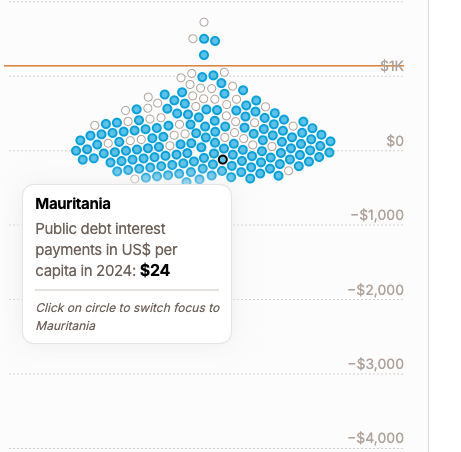 $1K
$0
Mauritania
Public debt interest
payments in US$ per
capita in 2024: $24
Click on circle to switch focus to
Mauritania
−$1,000
−$2,000
−$3,000
−$4,000